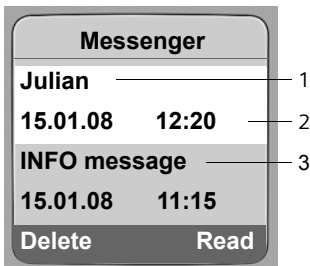 Messenger
Julian 1
15.01.08 12:20 2
INFO message 3
15.01.08 11:15
Delete Read